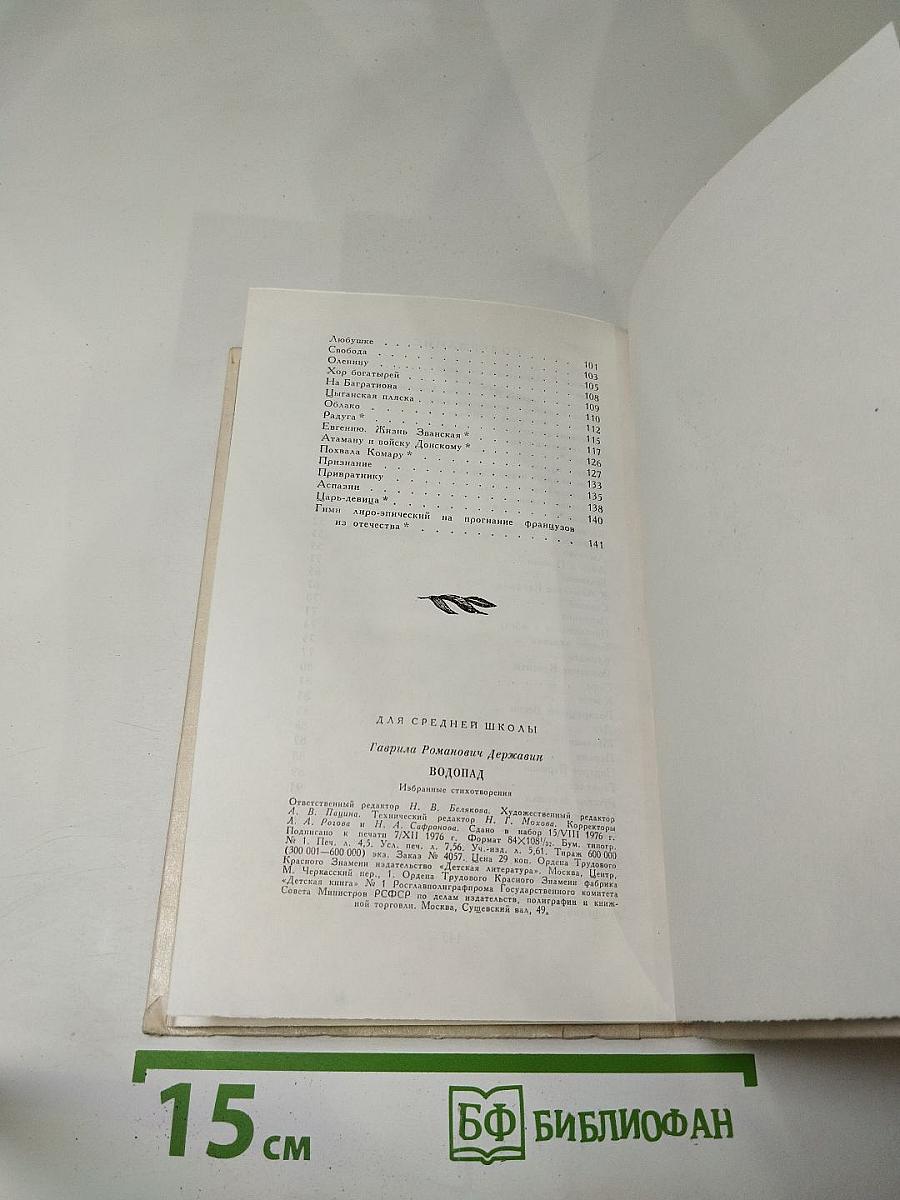 Любушке . . . . . . . . . . . . . . . 101
Свобода . . . . . . . . . . . . . . . 103
Оленину . . . . . . . . . . . . . . . 105
Хор богатырей . . . . . . . . . . . . 108
На Багратиона . . . . . . . . . . . . 109
Цыганская пляска . . . . . . . . . . . 110
Облако . . . . . . . . . . . . . . . 112
Радуга * . . . . . . . . . . . . . . . 115
Евгению. Жизнь Званская * . . . . . . 117
Атаману и войску Донскому * . . . . . 126
Похвала Комару * . . . . . . . . . . . 127
Признание . . . . . . . . . . . . . . 133
Привратнику . . . . . . . . . . . . . 135
Аспазии . . . . . . . . . . . . . . . 138
Царь-девица * . . . . . . . . . . . . 140
Гимн лиро-эпический на прогнание французов
из отечества * . . . . . . . . . . . 141
ДЛЯ СРЕДНЕЙ ШКОЛЫ
Гаврила Романович Державин
ВОДОПАД
Избранные стихотворения
Ответственный редактор Н. В. Белякова. Художественный редактор
А. В. Пацина. Технический редактор Н. Г. Мохова. Корректоры
Л. А. Рогова и Н. А. Сафронова. Сдано в набор 15/VIII 1976 г.
Подписано к печати 7/XII 1976 г. Формат 84×108¹/₃₂. Бум. типогр.
№ 1. Печ. л. 4,5. Усл. печ. л. 7,56. Уч.-изд. л. 5,61. Тираж 600 000
(300 001—600 000) экз. Заказ № 4057. Цена 29 коп. Ордена Трудового
Красного Знамени издательство «Детская литература». Москва, Центр,
М. Черкасский пер., 1. Ордена Трудового Красного Знамени фабрика
«Детская книга» № 1 Росглавполиграфпрома Государственного комитета
Совета Министров РСФСР по делам издательств, полиграфии и книж-
ной торговли. Москва, Сущевский вал, 49.
15 см
БФ БИБЛИОФАН